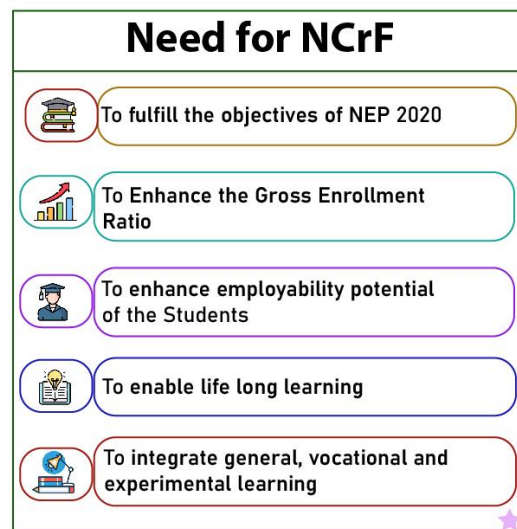 Need for NCrF
To fulfill the objectives of NEP 2020
To Enhance the Gross Enrollment
Ratio
To enhance employability potential
of the Students
To enable life long learning
To integrate general, vocational and
experimental learning